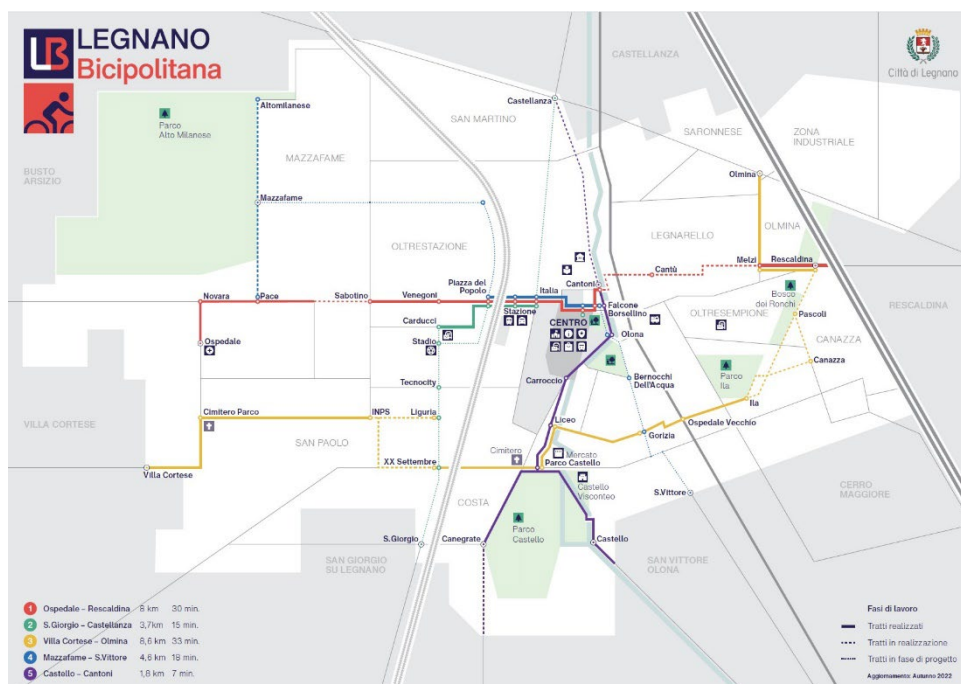 LEGNANO
Bicipolitana
Città di Legnano
CASTELLANZA
Castellanza
SAN MARTINO
SARONNESE
ZONA
INDUSTRIALE
Altomilanese
Parco
Alto Milanese
MAZZAFAME
BUSTO
ARSIZIO
Mazzafame
Olmina
OLMINA
LEGNARELLO
OLTRESTAZIONE
Cantù
Melzi
Rescaldina
Cantoni
Piazza del
Popolo
Italia
Novara
Pace
Sabotino
Venegoni
Stazione
Falcone
Borsellino
Bosco
dei Ronchi
RESCALDINA
CENTRO
OLTRESEMPIONE
Pascoli
Carducci
Stadio
Ospedale
Olona
CANAZZA
Canazza
Parco
Ila
Tecnocity
Carroccio
Bernocchi
Dell'Acqua
Ila
Cimitero Parco
INPS
Liguria
Liceo
Ospedale Vecchio
Gorizia
VILLA CORTESE
SAN PAOLO
Cimitero
Mercato
XX Settembre
Parco Castello
Villa Cortese
Castello
Visconteo
S.Vittore
CERRO
MAGGIORE
COSTA
Parco
Castello
S.Giorgio
Canegrate
Castello
SAN GIORGIO
SU LEGNANO
SAN VITTORE
OLONA
1 Ospedale – Rescaldina 8 km 30 min.
2 S.Giorgio – Castellanza 3,7km 15 min.
3 Villa Cortese – Olmina 8,6 km 33 min.
4 Mazzafame – S.Vittore 4,6 km 18 min.
5 Castello – Cantoni 1,8 km 7 min.
Fasi di lavoro
Tratti realizzati
Tratti in realizzazione
Tratti in fase di progetto
Aggiornamento: Autunno 2022